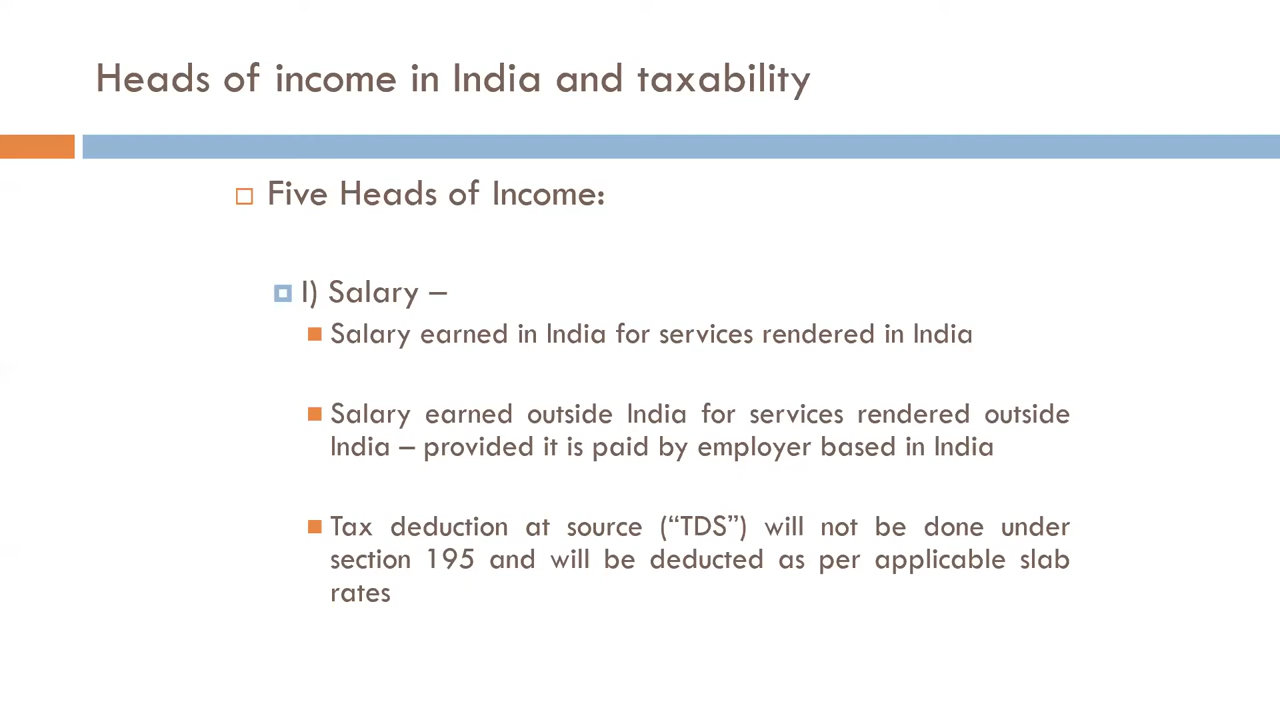 Heads of income in India and taxability
Five Heads of Income:
I) Salary –
Salary earned in India for services rendered in India
Salary earned outside India for services rendered outside
India – provided it is paid by employer based in India
Tax deduction at source (“TDS”) will not be done under
section 195 and will be deducted as per applicable slab
rates